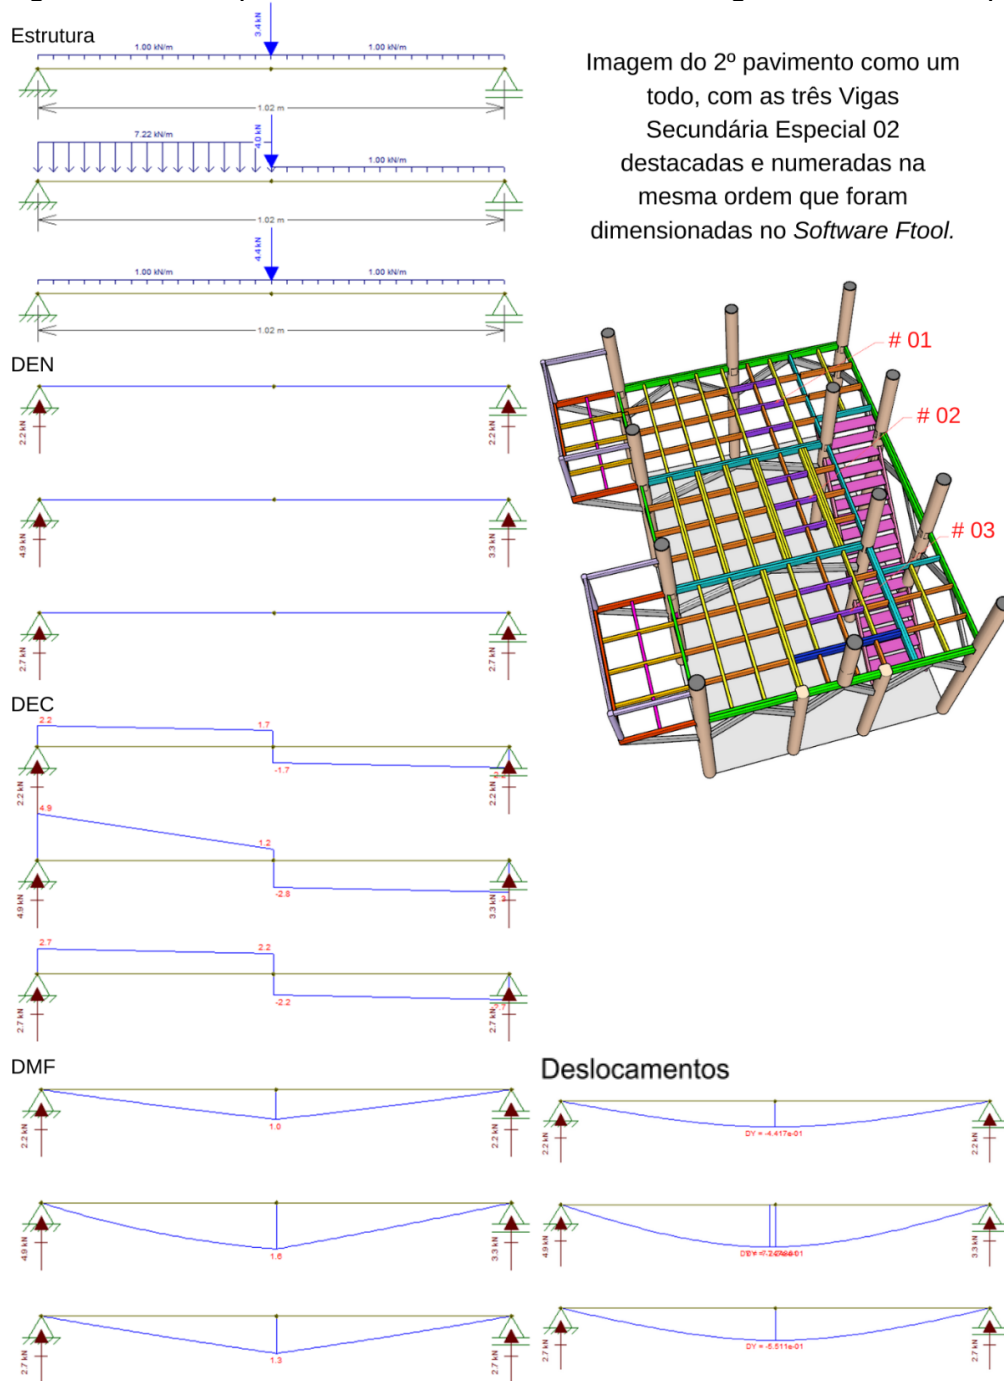 Estrutura
3.4 kN
1.00 kN/m
1.00 kN/m
1.02 m
7.22 kN/m
4.0 kN
1.00 kN/m
1.02 m
4.4 kN
1.00 kN/m
1.00 kN/m
1.02 m
Imagem do 2º pavimento como um
todo, com as três Vigas
Secundária Especial 02
destacadas e numeradas na
mesma ordem que foram
dimensionadas no Software Ftool.
# 01
# 02
# 03
DEN
2.2 kN
2.2 kN
4.9 kN
3.3 kN
2.7 kN
2.7 kN
DEC
2.2
1.7
-1.7
2.2 kN
2.2 kN
4.9
1.2
-2.8
4.9 kN
3.3 kN
2.7
2.2
-2.2
-2.7
2.7 kN
2.7 kN
DMF
2.2 kN
1.0
2.2 kN
4.9 kN
1.6
3.3 kN
2.7 kN
1.3
2.7 kN
Deslocamentos
2.2 kN
DY = -4.417e-01
2.2 kN
4.9 kN
3.3 kN
2.7 kN
DY = -5.511e-01
2.7 kN